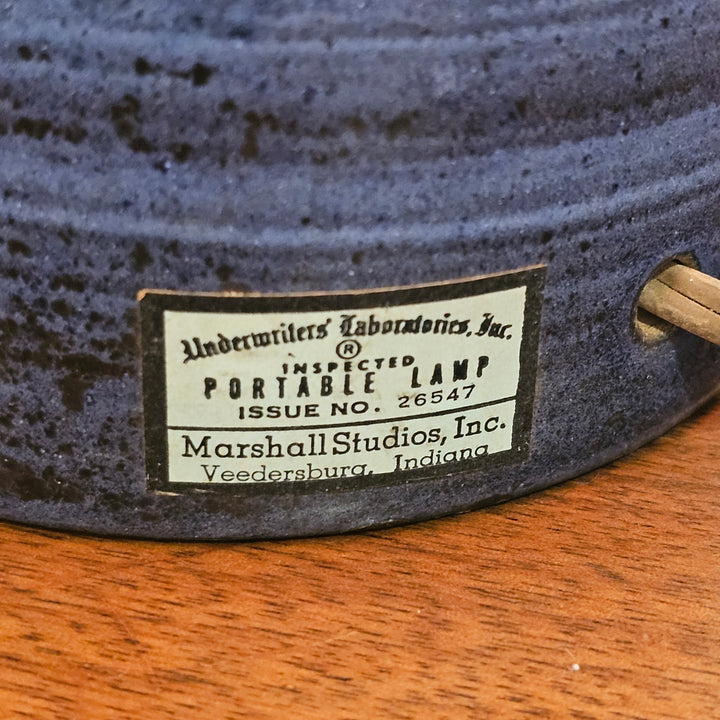 Underwriters' Laboratories, Inc.
®
INSPECTED
PORTABLE LAMP
ISSUE NO. 26547
Marshall Studios, Inc.
Veedersburg, Indiana